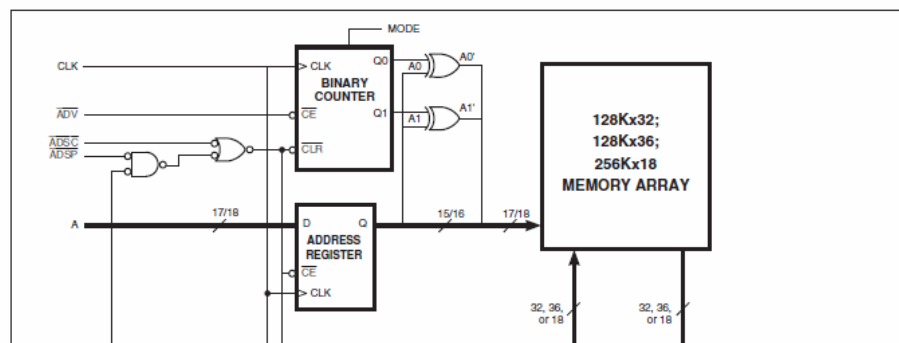 MODE
CLK
CLK
Q0
A0
A0'
BINARY
COUNTER
ADV
CE
Q1
A1
A1'
ADSC
ADSP
CLR
128Kx32;
128Kx36;
256Kx18
MEMORY ARRAY
A
17/18
D
Q
15/16
17/18
ADDRESS
REGISTER
CE
CLK
32, 36,
or 18
32, 36,
or 18